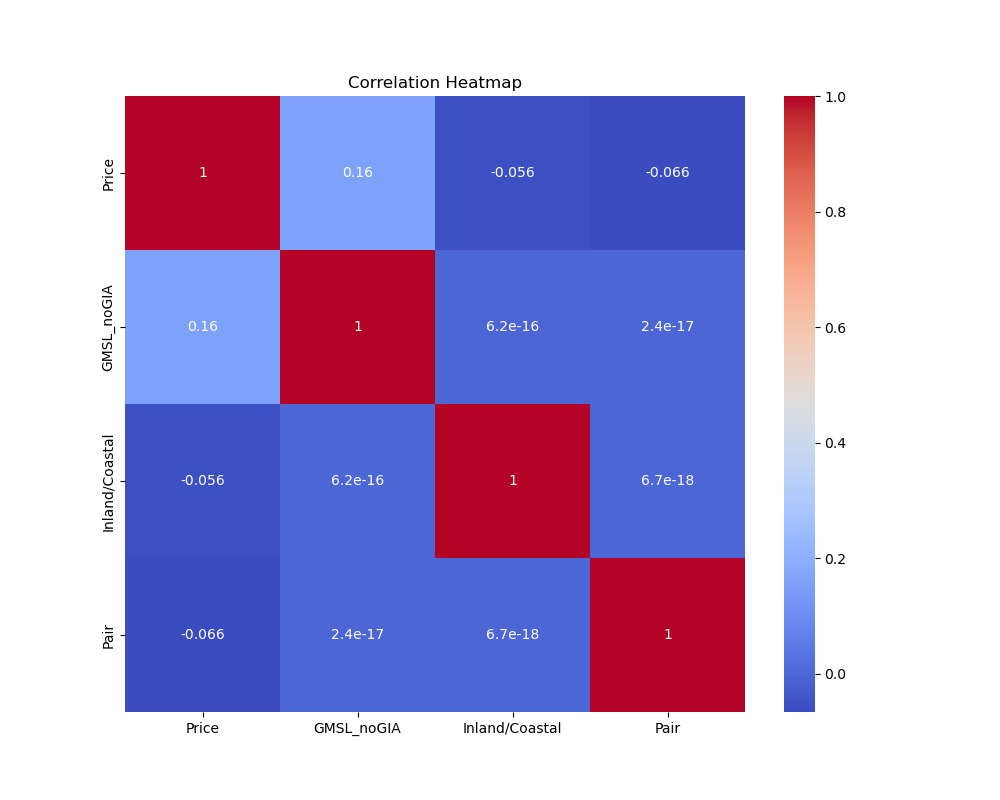 Correlation Heatmap
Price
1
0.16
-0.056
-0.066
GMSL_noGIA
0.16
1
6.2e-16
2.4e-17
Inland/Coastal
-0.056
6.2e-16
1
6.7e-18
Pair
-0.066
2.4e-17
6.7e-18
1
Price
GMSL_noGIA
Inland/Coastal
Pair
1.0
0.8
0.6
0.4
0.2
0.0